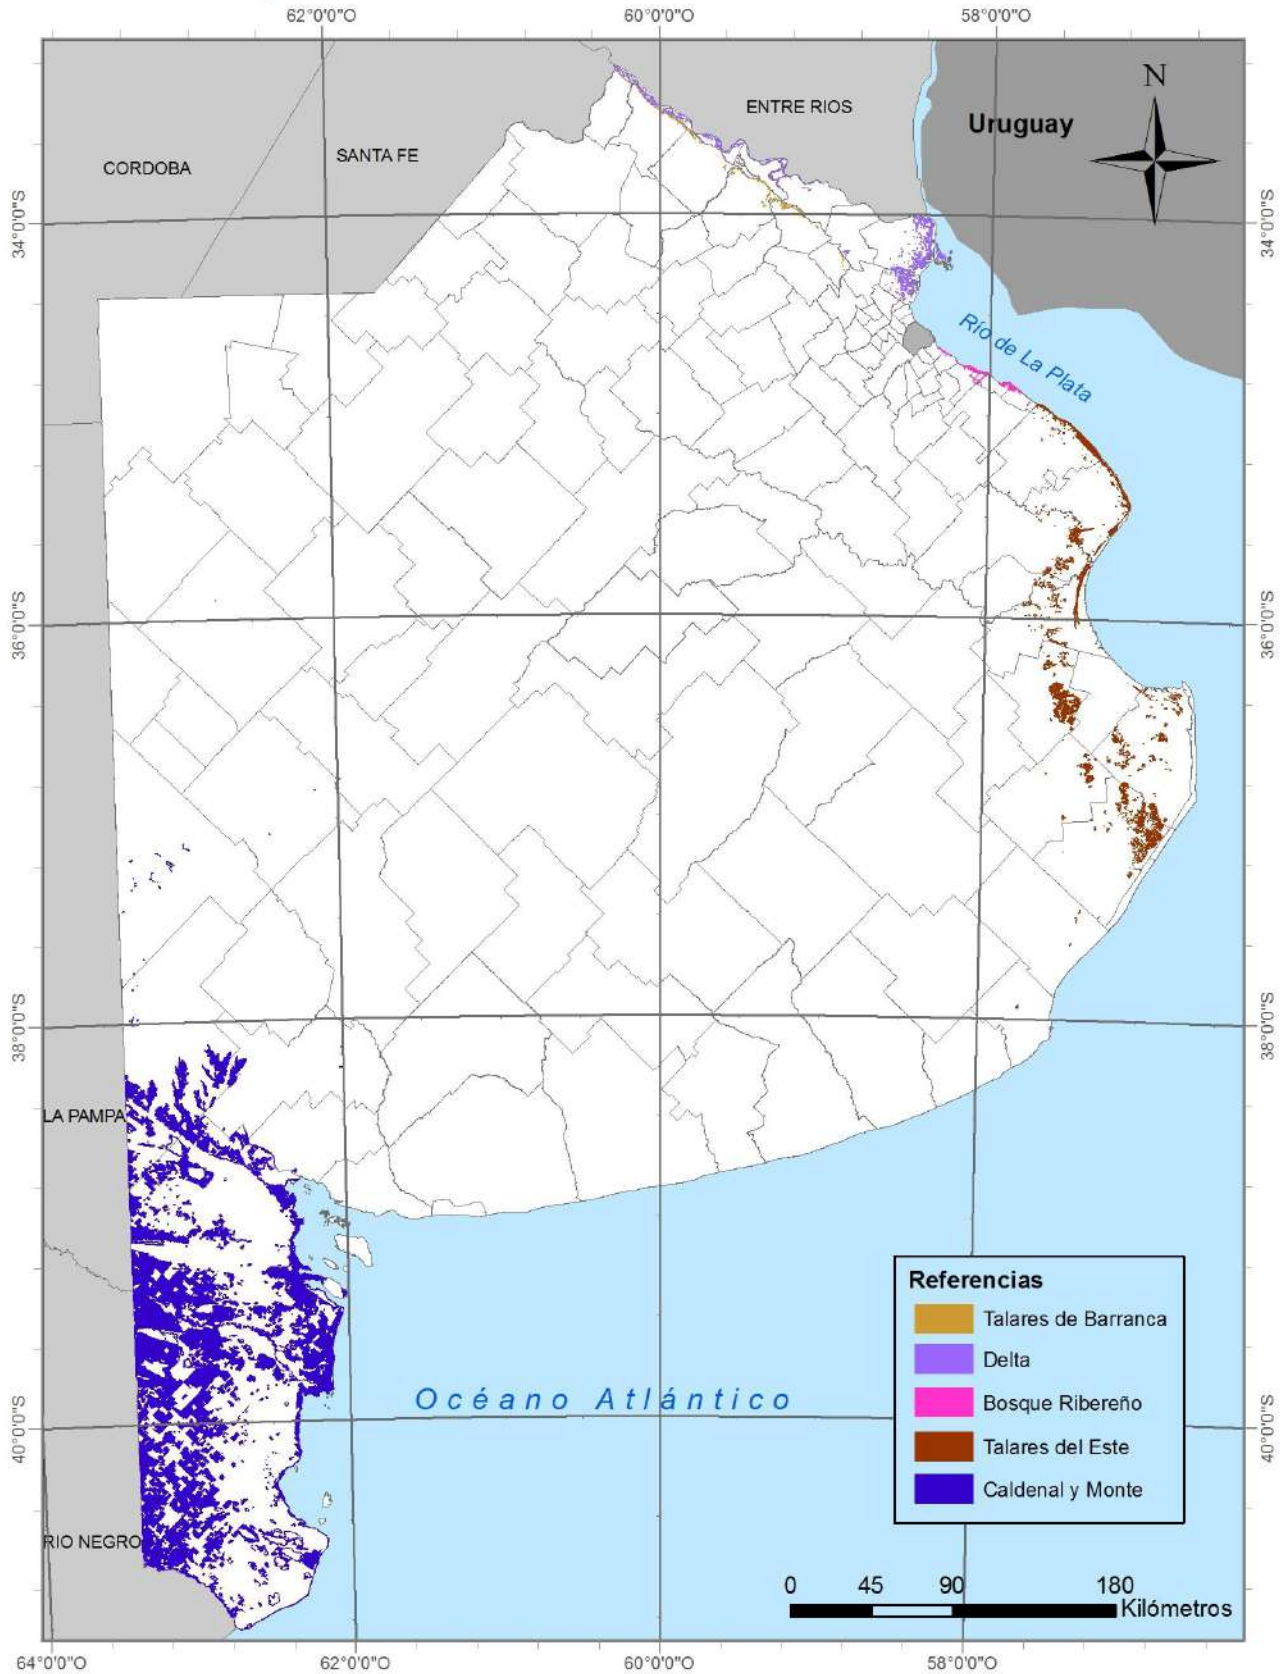 62°0'0"O
60°0'0"O
58°0'0"O
N
ENTRE RIOS
Uruguay
CORDOBA
SANTA FE
34°0'0"S
34°0'0"S
Río de La Plata
36°0'0"S
36°0'0"S
38°0'0"S
38°0'0"S
LA PAMPA
Referencias
Talares de Barranca
Delta
Bosque Ribereño
Talares del Este
Caldenal y Monte
Océano Atlántico
40°0'0"S
40°0'0"S
RIO NEGRO
0 45 90 180
Kilómetros
64°0'0"O
62°0'0"O
60°0'0"O
58°0'0"O